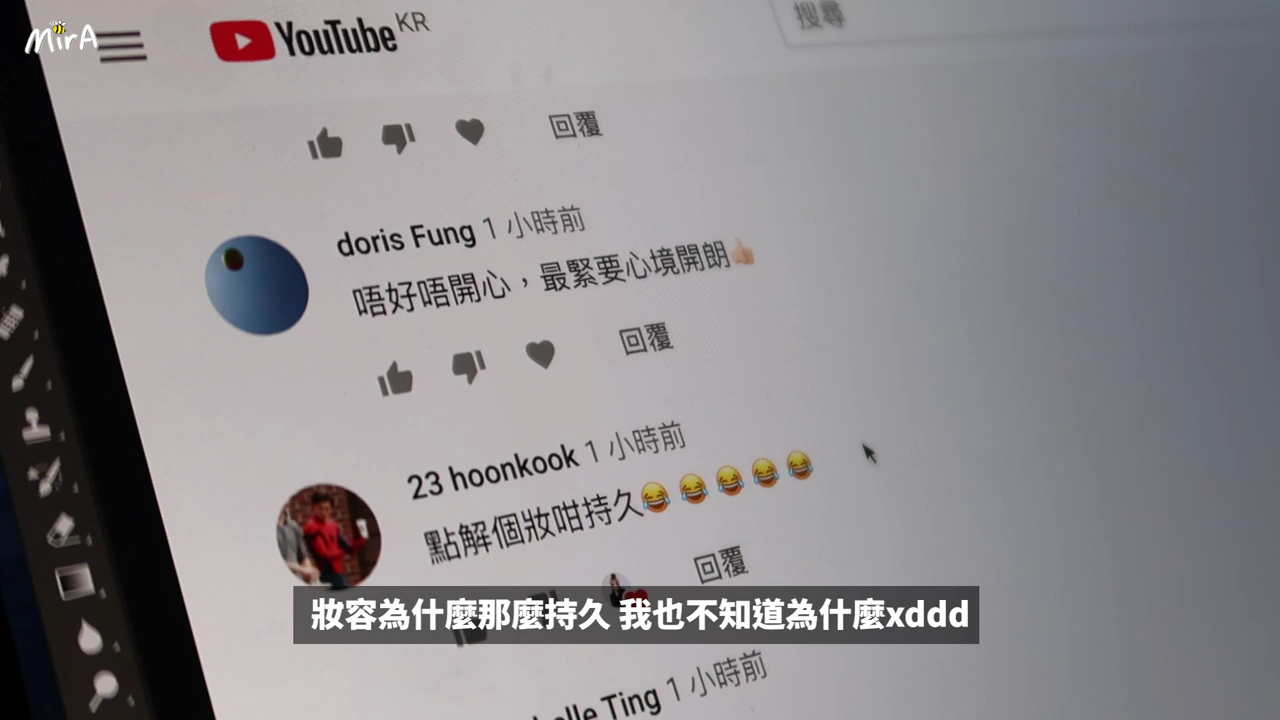 MirA
YouTube KR
搜尋
回覆
doris Fung 1 小時前
唔好唔開心，最緊要心境開朗👍🏻
回覆
23 hoonkook 1 小時前
點解個妝咁持久😂😂😂😂😂
回覆
妝容為什麼那麼持久 我也不知道為什麼xddd
Ting 1 小時前